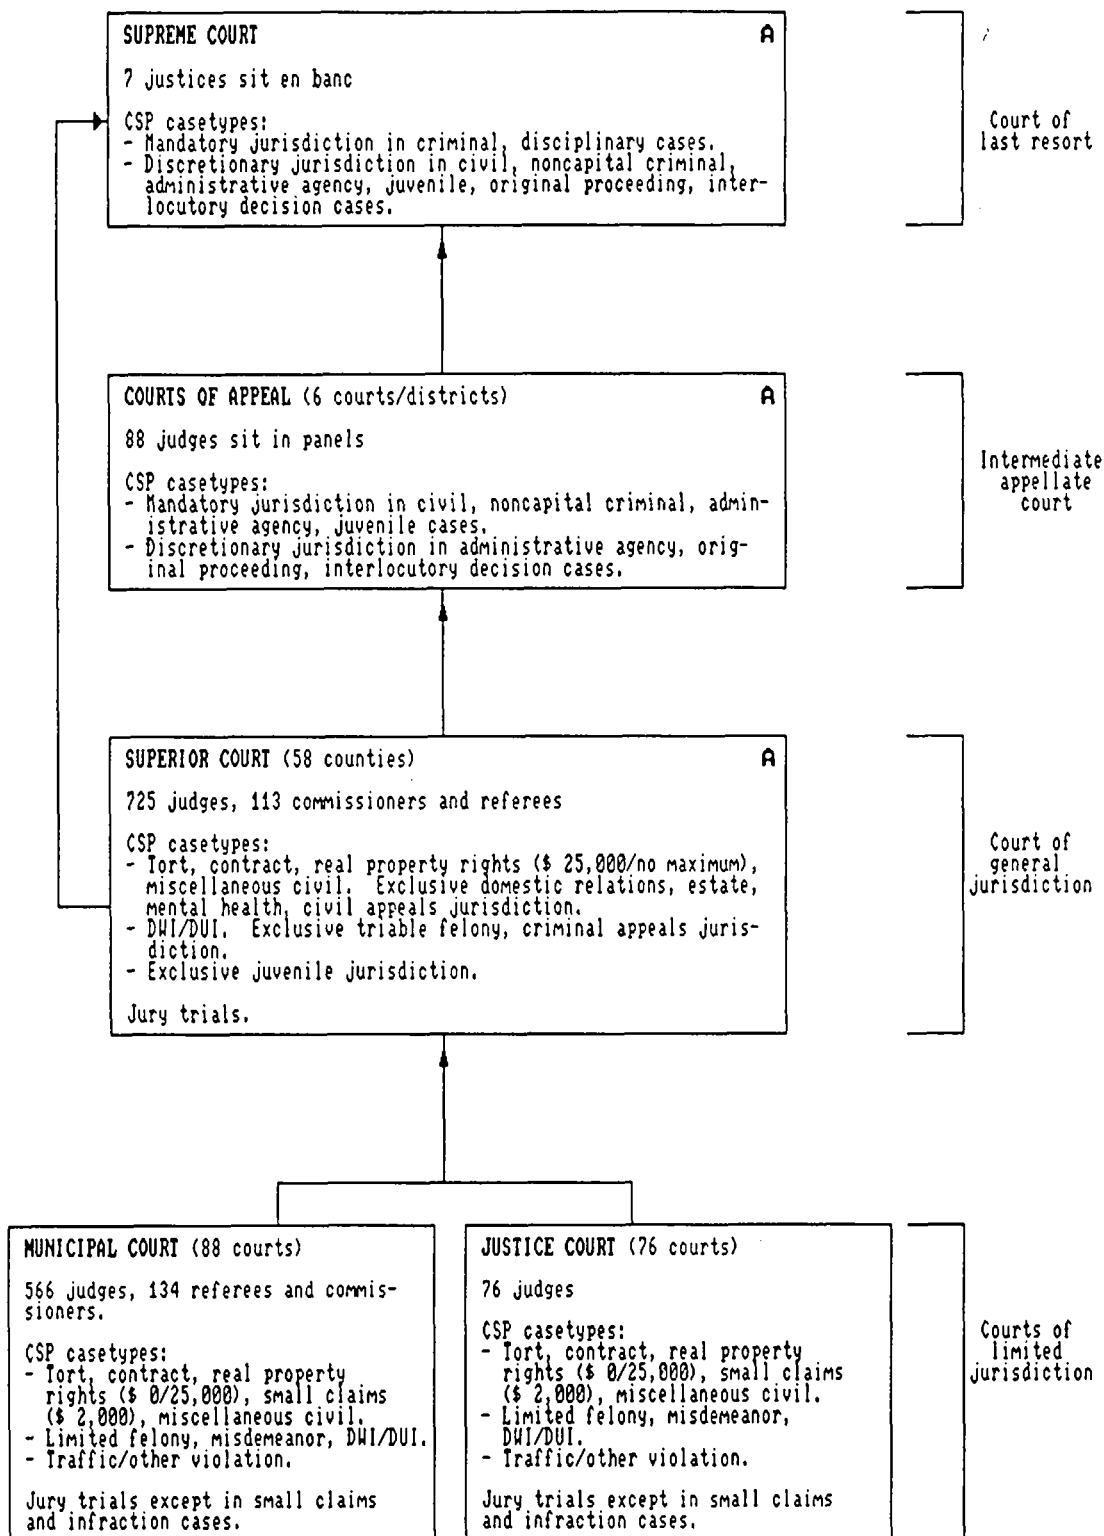 SUPREME COURT A
7 justices sit en banc
CSP casetypes:
- Mandatory jurisdiction in criminal, disciplinary cases.
- Discretionary jurisdiction in civil, noncapital criminal,
administrative agency, juvenile, original proceeding, inter-
locutory decision cases.
Court of
last resort
COURTS OF APPEAL (6 courts/districts) A
88 judges sit in panels
CSP casetypes:
- Mandatory jurisdiction in civil, noncapital criminal, admin-
istrative agency, juvenile cases.
- Discretionary jurisdiction in administrative agency, orig-
inal proceeding, interlocutory decision cases.
Intermediate
appellate
court
SUPERIOR COURT (58 counties) A
725 judges, 113 commissioners and referees
CSP casetypes:
- Tort, contract, real property rights ($ 25,000/no maximum),
miscellaneous civil. Exclusive domestic relations, estate,
mental health, civil appeals jurisdiction.
- DWI/DUI. Exclusive triable felony, criminal appeals juris-
diction.
- Exclusive juvenile jurisdiction.
Jury trials.
Court of
general
jurisdiction
MUNICIPAL COURT (88 courts)
566 judges, 134 referees and commis-
sioners.
CSP casetypes:
- Tort, contract, real property
rights ($ 0/25,000), small claims
($ 2,000), miscellaneous civil.
- Limited felony, misdemeanor, DWI/DUI.
- Traffic/other violation.
Jury trials except in small claims
and infraction cases.
JUSTICE COURT (76 courts)
76 judges
CSP casetypes:
- Tort, contract, real property
rights ($ 0/25,000), small claims
($ 2,000), miscellaneous civil.
- Limited felony, misdemeanor,
DWI/DUI.
- Traffic/other violation.
Jury trials except in small claims
and infraction cases.
Courts of
limited
jurisdiction